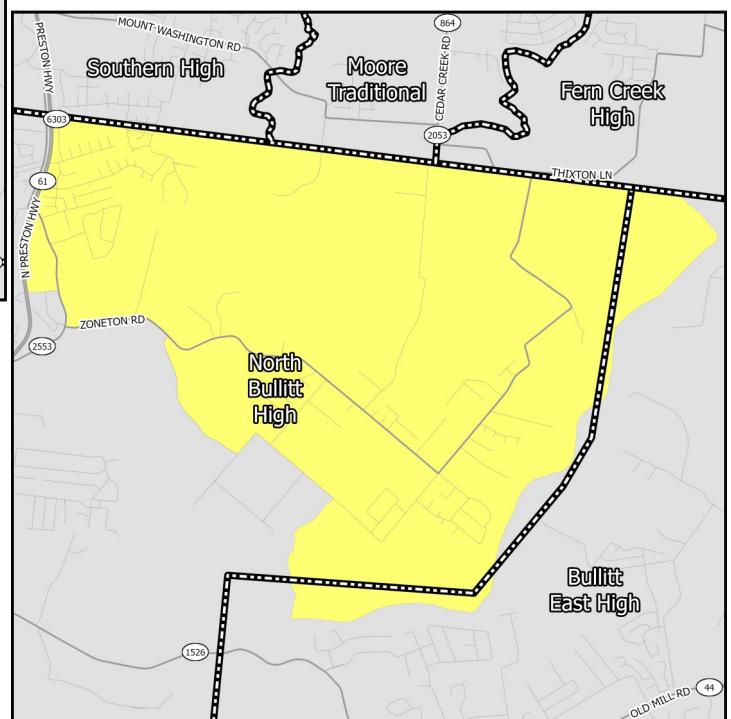 864
MOUNT WASHINGTON RD
PRESTON HWY
Southern High
Moore
Traditional
CEDAR CREEK RD
Fern Creek
High
6303
2053
THIXTON LN
61
N PRESTON HWY
ZONETON RD
2553
North
Bullitt
High
Bullitt
East High
1526
44
OLD MILL RD